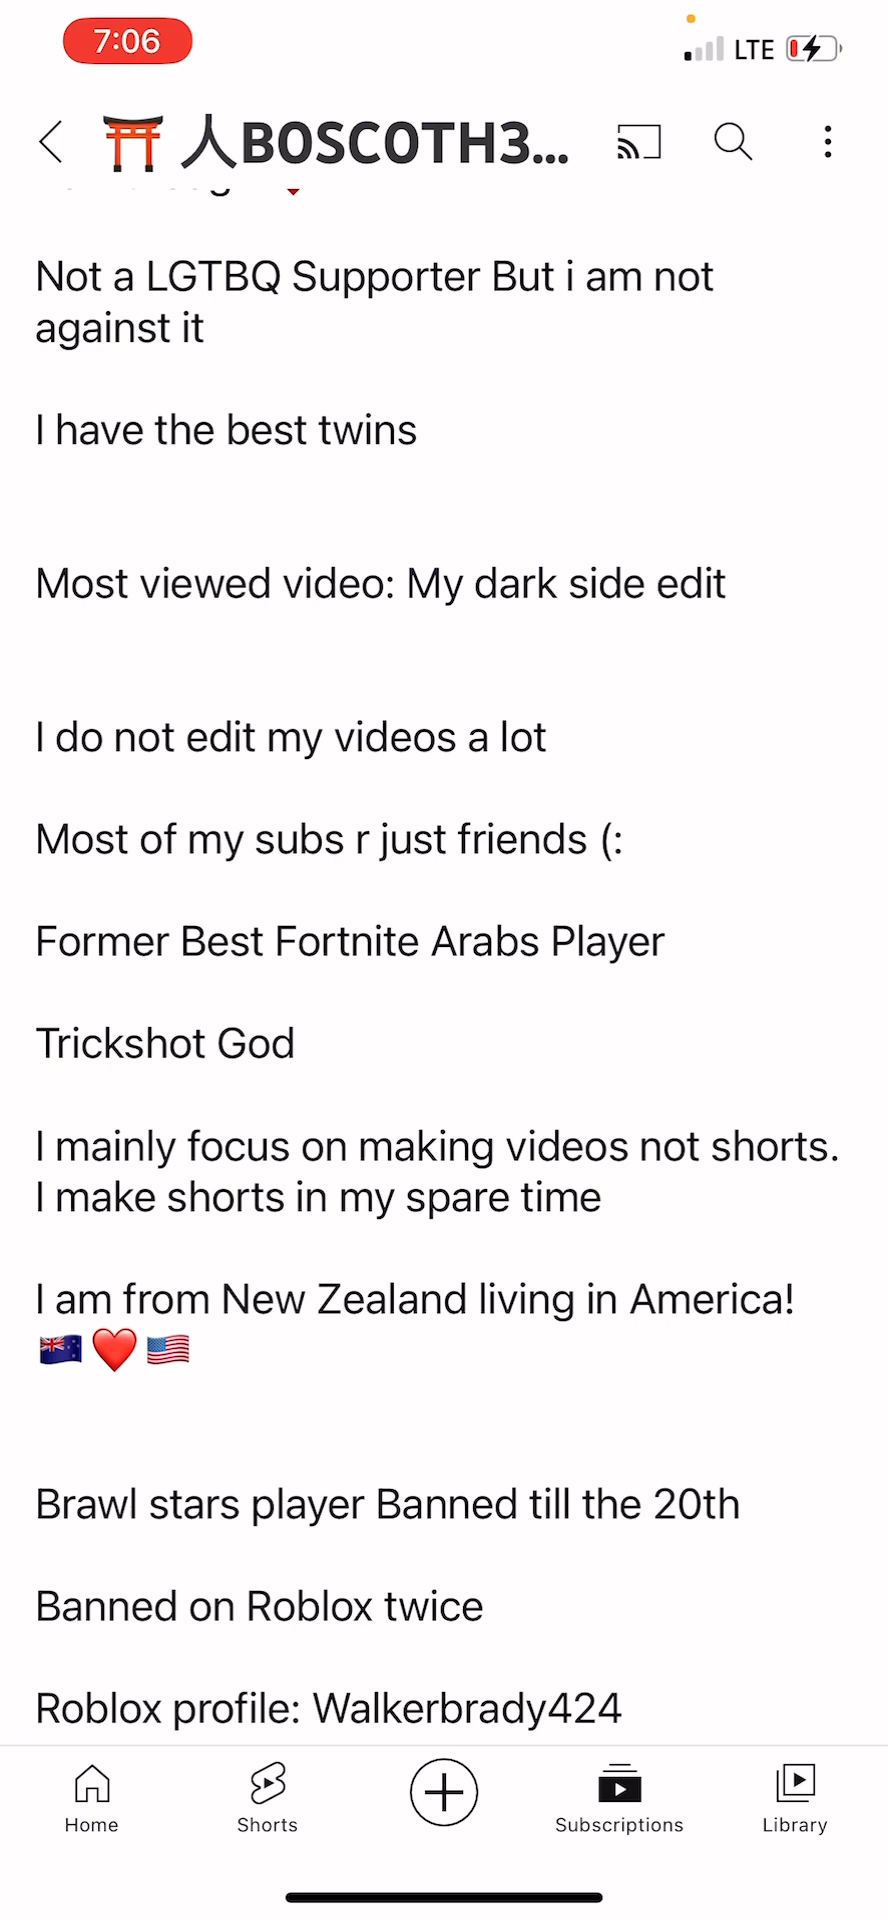 7:06
LTE
⛩️ 人BOSCOTH3...
Not a LGTBQ Supporter But i am not
against it
I have the best twins
Most viewed video: My dark side edit
I do not edit my videos a lot
Most of my subs r just friends (:
Former Best Fortnite Arabs Player
Trickshot God
I mainly focus on making videos not shorts.
I make shorts in my spare time
I am from New Zealand living in America!
🇳🇿❤️🇺🇸
Brawl stars player Banned till the 20th
Banned on Roblox twice
Roblox profile: Walkerbrady424
Home
Shorts
Subscriptions
Library